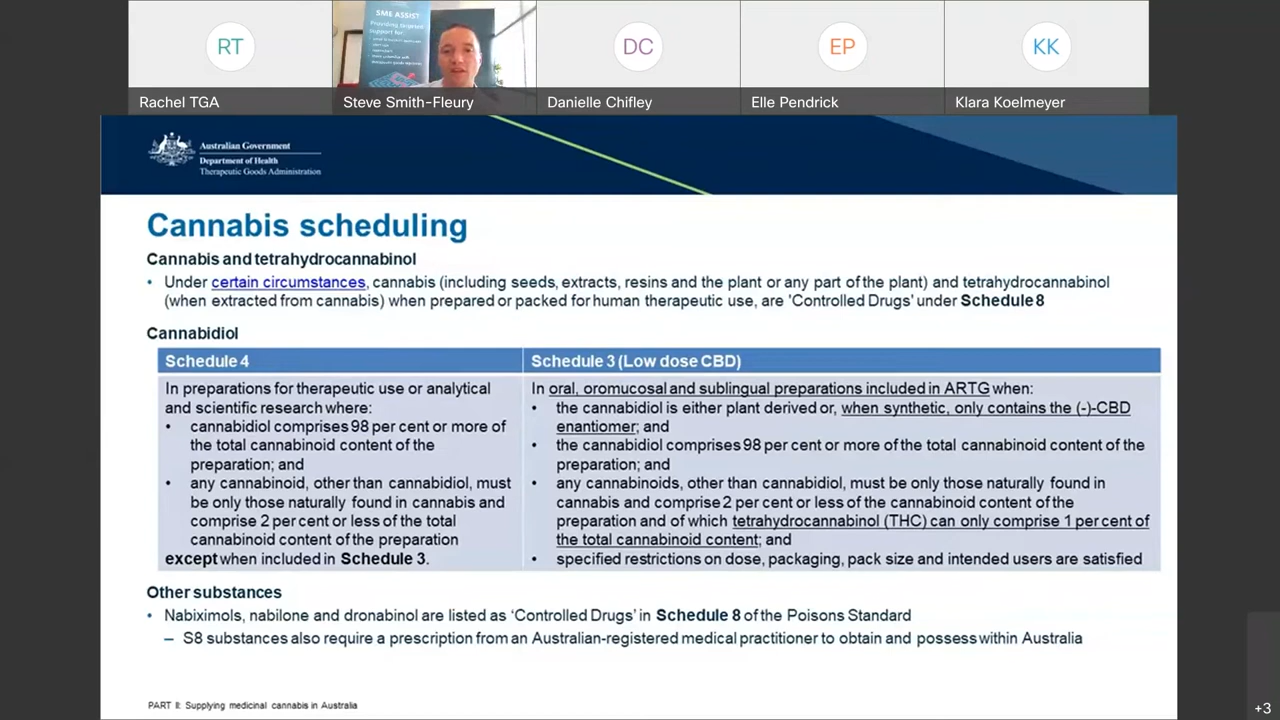 RT
DC
EP
KK
SME ASSIST
Providing targeted
support for:
Rachel TGA
Steve Smith-Fleury
Danielle Chifley
Elle Pendrick
Klara Koelmeyer
Australian Government
Department of Health
Therapeutic Goods Administration
Cannabis scheduling
Cannabis and tetrahydrocannabinol
• Under certain circumstances, cannabis (including seeds, extracts, resins and the plant or any part of the plant) and tetrahydrocannabinol
(when extracted from cannabis) when prepared or packed for human therapeutic use, are 'Controlled Drugs' under Schedule 8
Cannabidiol
Schedule 4
In preparations for therapeutic use or analytical
and scientific research where:
• cannabidiol comprises 98 per cent or more of
the total cannabinoid content of the
preparation; and
• any cannabinoid, other than cannabidiol, must
be only those naturally found in cannabis and
comprise 2 per cent or less of the total
cannabinoid content of the preparation
except when included in Schedule 3.
Schedule 3 (Low dose CBD)
In oral, oromucosal and sublingual preparations included in ARTG when:
• the cannabidiol is either plant derived or, when synthetic, only contains the (-)-CBD
enantiomer; and
• the cannabidiol comprises 98 per cent or more of the total cannabinoid content of the
preparation; and
• any cannabinoids, other than cannabidiol, must be only those naturally found in
cannabis and comprise 2 per cent or less of the cannabinoid content of the
preparation and of which tetrahydrocannabinol (THC) can only comprise 1 per cent of
the total cannabinoid content; and
• specified restrictions on dose, packaging, pack size and intended users are satisfied
Other substances
• Nabiximols, nabilone and dronabinol are listed as ‘Controlled Drugs’ in Schedule 8 of the Poisons Standard
– S8 substances also require a prescription from an Australian-registered medical practitioner to obtain and possess within Australia
PART II: Supplying medicinal cannabis in Australia
+3